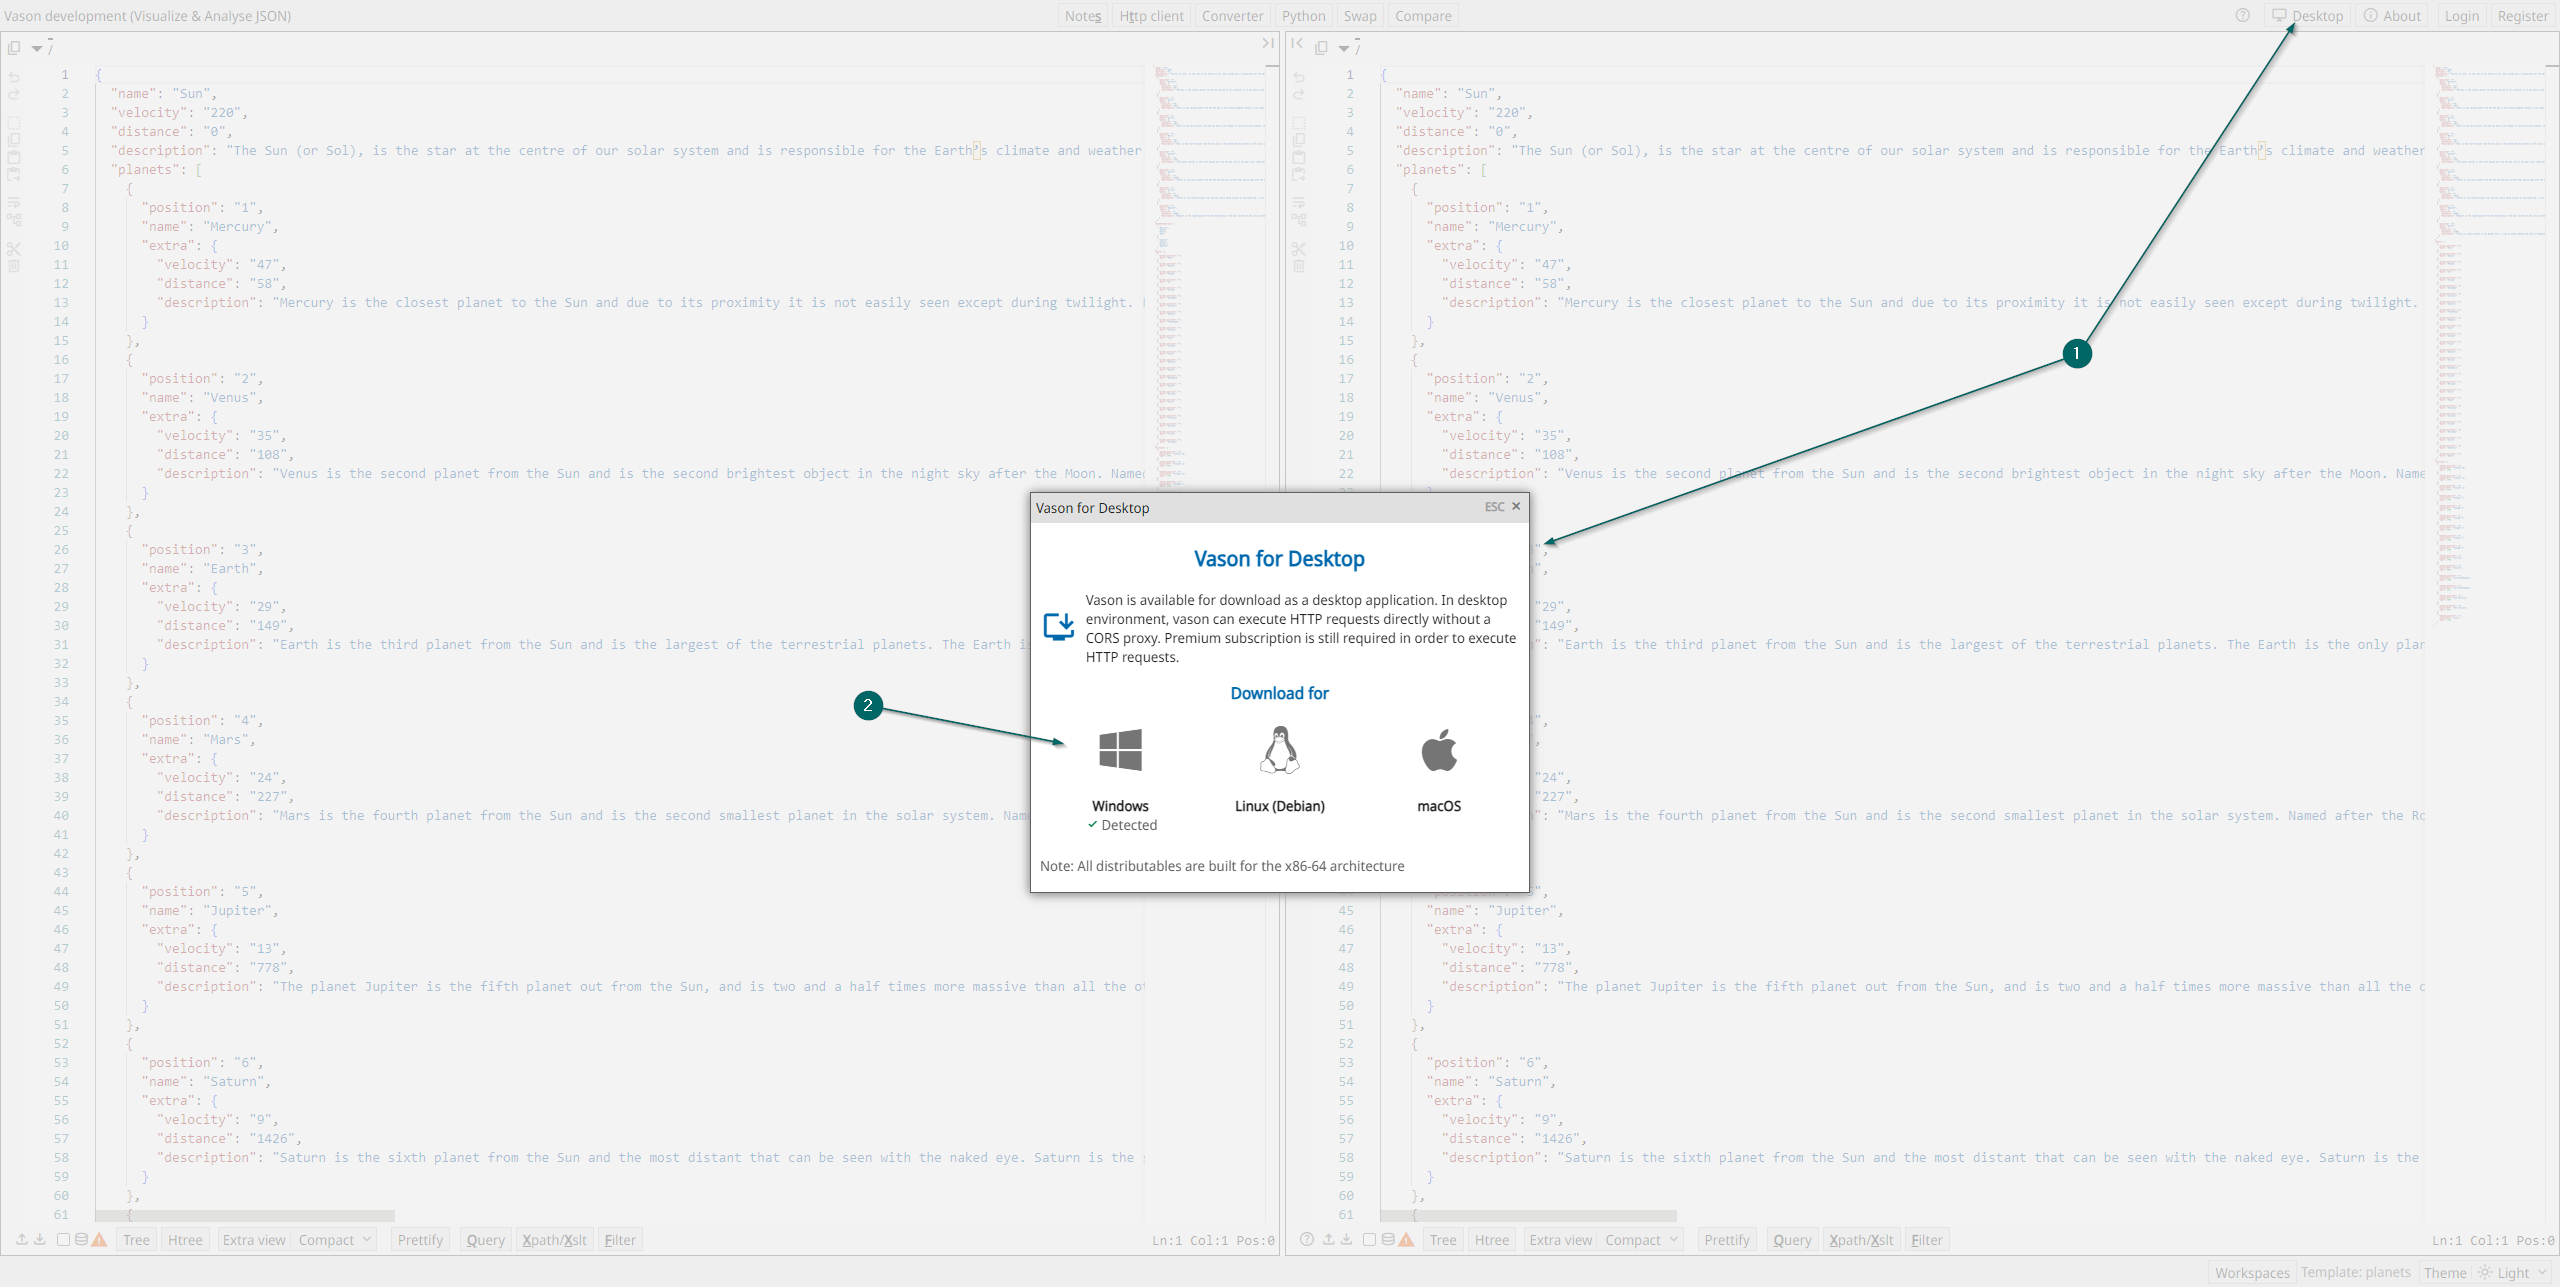 Vason development (Visualize & Analyse JSON)
Notes Http client Converter Python Swap Compare
Desktop About Login Register
/
1 {
2 "name": "Sun",
3 "velocity": "220",
4 "distance": "0",
5 "description": "The Sun (or Sol), is the star at the centre of our solar system and is responsible for the Earth's climate and weather
6 "planets": [
7 {
8 "position": "1",
9 "name": "Mercury",
10 "extra": {
11 "velocity": "47",
12 "distance": "58",
13 "description": "Mercury is the closest planet to the Sun and due to its proximity it is not easily seen except during twilight.
14 }
15 },
16 {
17 "position": "2",
18 "name": "Venus",
19 "extra": {
20 "velocity": "35",
21 "distance": "108",
22 "description": "Venus is the second planet from the Sun and is the second brightest object in the night sky after the Moon. Named
23 }
24 },
25 {
26 "position": "3",
27 "name": "Earth",
28 "extra": {
29 "velocity": "29",
30 "distance": "149",
31 "description": "Earth is the third planet from the Sun and is the largest of the terrestrial planets. The Earth i
32 }
33 },
34 {
35 "position": "4",
36 "name": "Mars",
37 "extra": {
38 "velocity": "24",
39 "distance": "227",
40 "description": "Mars is the fourth planet from the Sun and is the second smallest planet in the solar system. Nam
41 }
42 },
43 {
44 "position": "5",
45 "name": "Jupiter",
46 "extra": {
47 "velocity": "13",
48 "distance": "778",
49 "description": "The planet Jupiter is the fifth planet out from the Sun, and is two and a half times more massive than all the o
50 }
51 },
52 {
53 "position": "6",
54 "name": "Saturn",
55 "extra": {
56 "velocity": "9",
57 "distance": "1426",
58 "description": "Saturn is the sixth planet from the Sun and the most distant that can be seen with the naked eye. Saturn is the
59 }
60 },
61 {
Tree Htree Extra view Compact Prettify Query Xpath/Xslt Filter
Ln:1 Col:1 Pos:0
/
1 {
2 "name": "Sun",
3 "velocity": "220",
4 "distance": "0",
5 "description": "The Sun (or Sol), is the star at the centre of our solar system and is responsible for the Earth's climate and weather
6 "planets": [
7 {
8 "position": "1",
9 "name": "Mercury",
10 "extra": {
11 "velocity": "47",
12 "distance": "58",
13 "description": "Mercury is the closest planet to the Sun and due to its proximity it is not easily seen except during twilight.
14 }
15 },
16 {
17 "position": "2",
18 "name": "Venus",
19 "extra": {
20 "velocity": "35",
21 "distance": "108",
22 "description": "Venus is the second planet from the Sun and is the second brightest object in the night sky after the Moon. Name
",
",
"29",
"149",
": "Earth is the third planet from the Sun and is the largest of the terrestrial planets. The Earth is the only plan
",
",
"24",
"227",
": "Mars is the fourth planet from the Sun and is the second smallest planet in the solar system. Named after the Ro
",
45 "name": "Jupiter",
46 "extra": {
47 "velocity": "13",
48 "distance": "778",
49 "description": "The planet Jupiter is the fifth planet out from the Sun, and is two and a half times more massive than all the
50 }
51 },
52 {
53 "position": "6",
54 "name": "Saturn",
55 "extra": {
56 "velocity": "9",
57 "distance": "1426",
58 "description": "Saturn is the sixth planet from the Sun and the most distant that can be seen with the naked eye. Saturn is the
59 }
60 },
61 {
Tree Htree Extra view Compact Prettify Query Xpath/Xslt Filter
Ln:1 Col:1 Pos:0
1
2
Vason for Desktop ESC
Vason for Desktop
Vason is available for download as a desktop application. In desktop
environment, vason can execute HTTP requests directly without a
CORS proxy. Premium subscription is still required in order to execute
HTTP requests.
Download for
Windows Linux (Debian) macOS
Detected
Note: All distributables are built for the x86-64 architecture
Workspaces Template: planets Theme Light